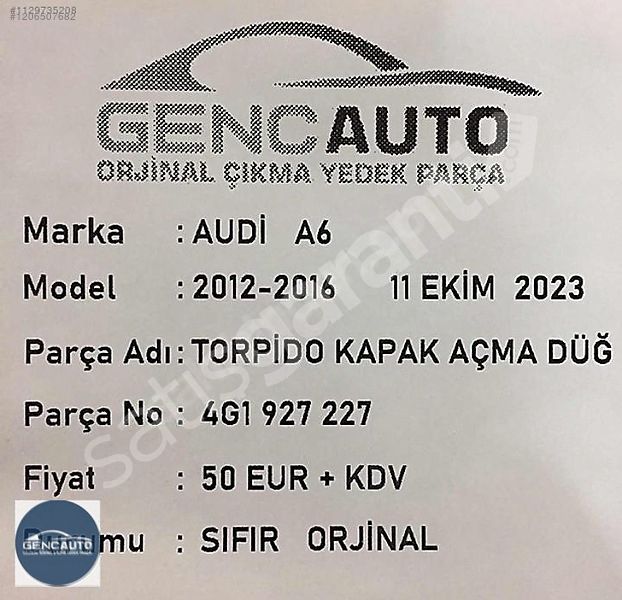 #1129735208
#1206507682
GENCAUTO
ORJİNAL ÇIKMA YEDEK PARÇA
Marka : AUDİ A6
Model : 2012-2016 11 EKİM 2023
Parça Adı : TORPİDO KAPAK AÇMA DÜĞ
Parça No : 4G1 927 227
Fiyat : 50 EUR + KDV
: SIFIR ORJİNAL
GENCAUTO
satışgaranti.com